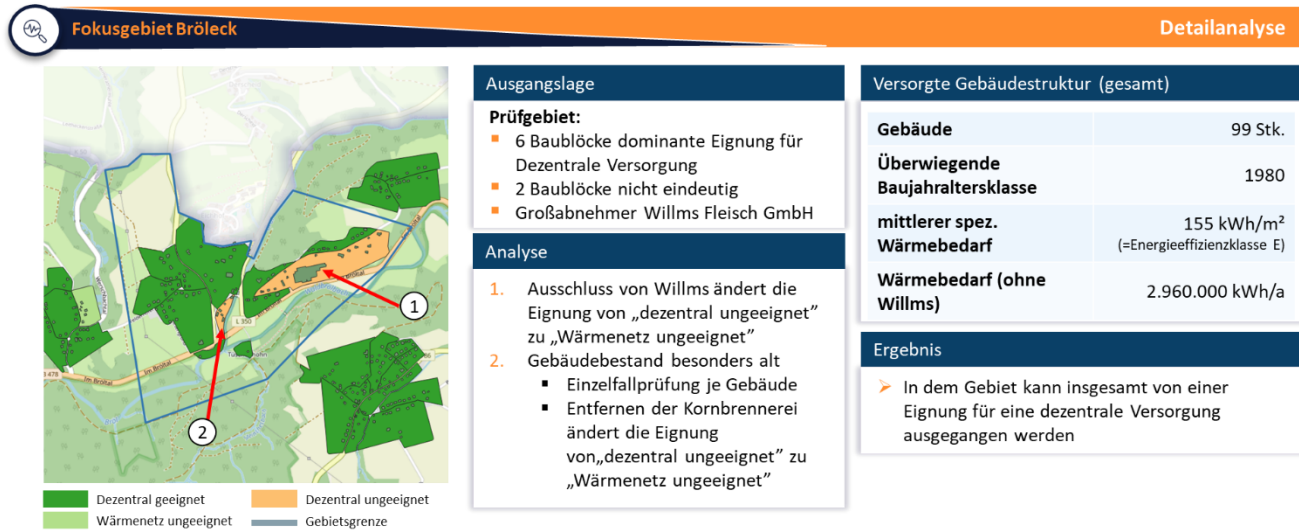 Fokusgebiet Bröleck
Detailanalyse
Im Bröltal
L 350
Im Bröltal
Ausgangslage
Prüfgebiet:
6 Baublöcke dominante Eignung für
Dezentrale Versorgung
2 Baublöcke nicht eindeutig
Großabnehmer Willms Fleisch GmbH
Analyse
1. Ausschluss von Willms ändert die
Eignung von „dezentral ungeeignet”
zu „Wärmenetz ungeeignet”
2. Gebäudebestand besonders alt
Einzelfallprüfung je Gebäude
Entfernen der Kornbrennerei
ändert die Eignung
von„dezentral ungeeignet” zu
„Wärmenetz ungeeignet”
Versorgte Gebäudestruktur (gesamt)
Gebäude 99 Stk.
Überwiegende
Baujahraltersklasse 1980
mittlerer spez.
Wärmebedarf 155 kWh/m²
(=Energieeffizienzklasse E)
Wärmebedarf (ohne
Willms) 2.960.000 kWh/a
Ergebnis
In dem Gebiet kann insgesamt von einer
Eignung für eine dezentrale Versorgung
ausgegangen werden
1
2
Dezentral geeignet
Dezentral ungeeignet
Wärmenetz ungeeignet
Gebietsgrenze